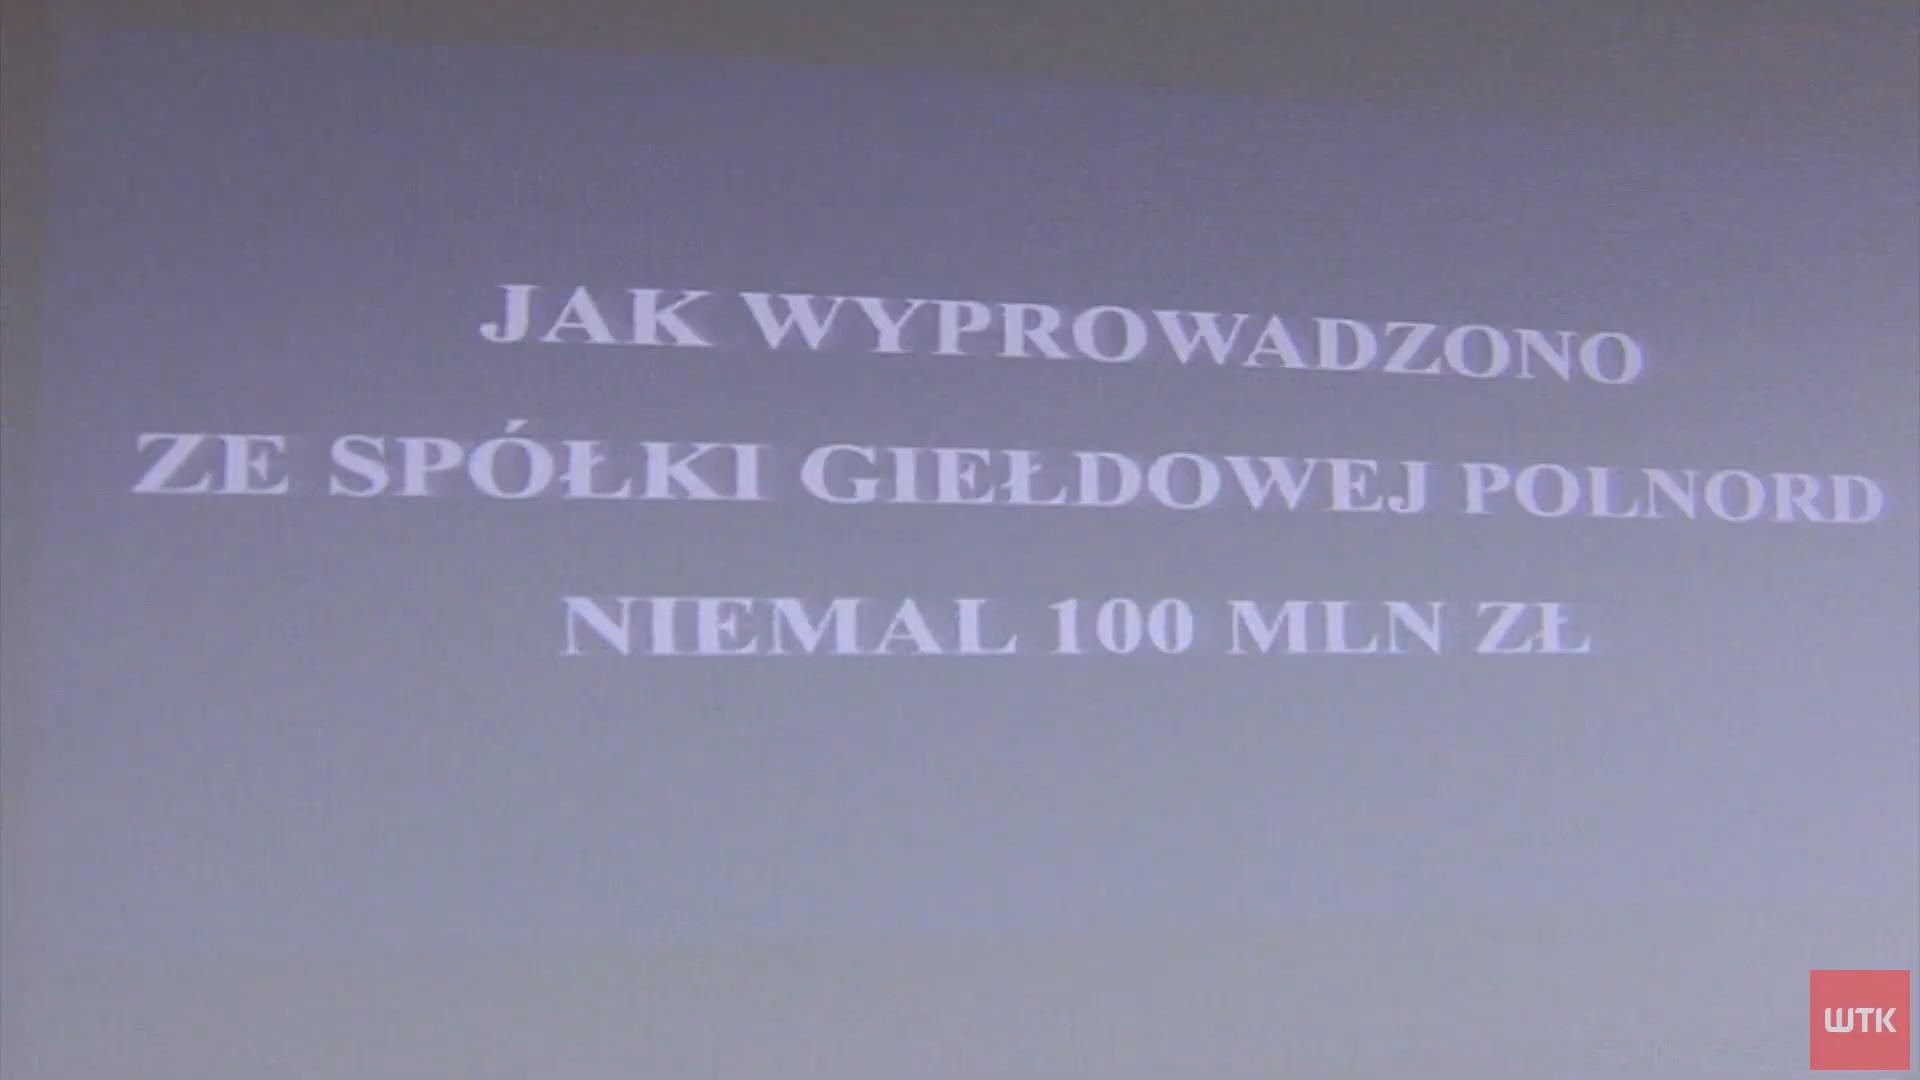 JAK WYPROWADZONO
ZE SPÓŁKI GIEŁDOWEJ POLNORD
NIEMAL 100 MLN ZŁ
WTK